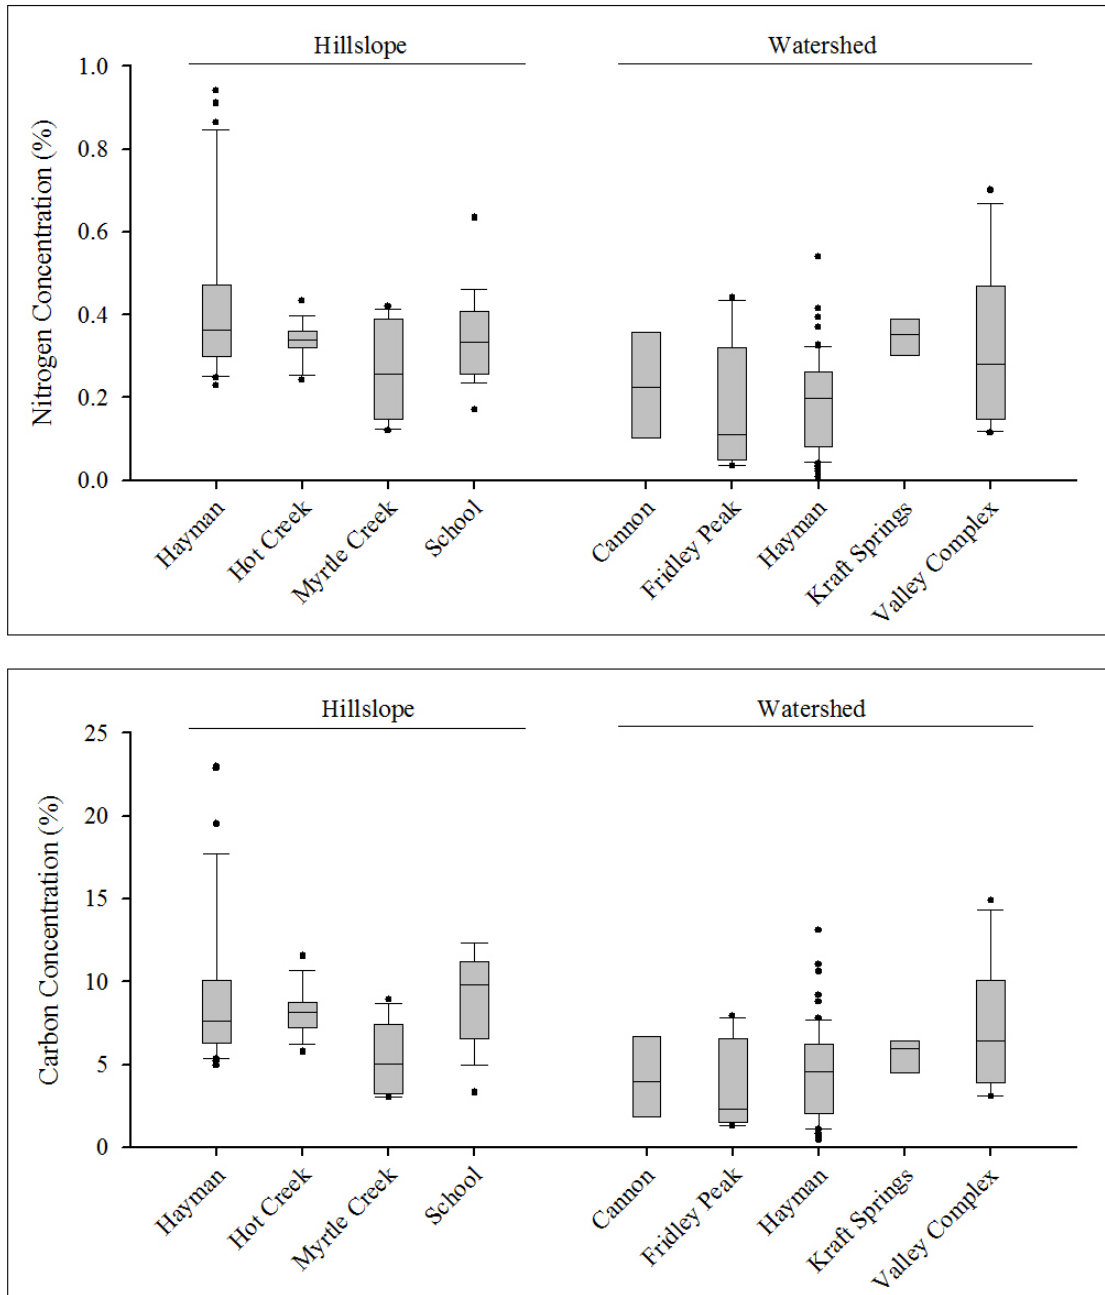 Hillslope Watershed
1.0
0.8
0.6
0.4
0.2
0.0
Nitrogen Concentration (%)
Hayman
Hot Creek
Myrtle Creek
School
Cannon
Fridley Peak
Hayman
Kraft Springs
Valley Complex
Hillslope Watershed
25
20
15
10
5
0
Carbon Concentration (%)
Hayman
Hot Creek
Myrtle Creek
School
Cannon
Fridley Peak
Hayman
Kraft Springs
Valley Complex